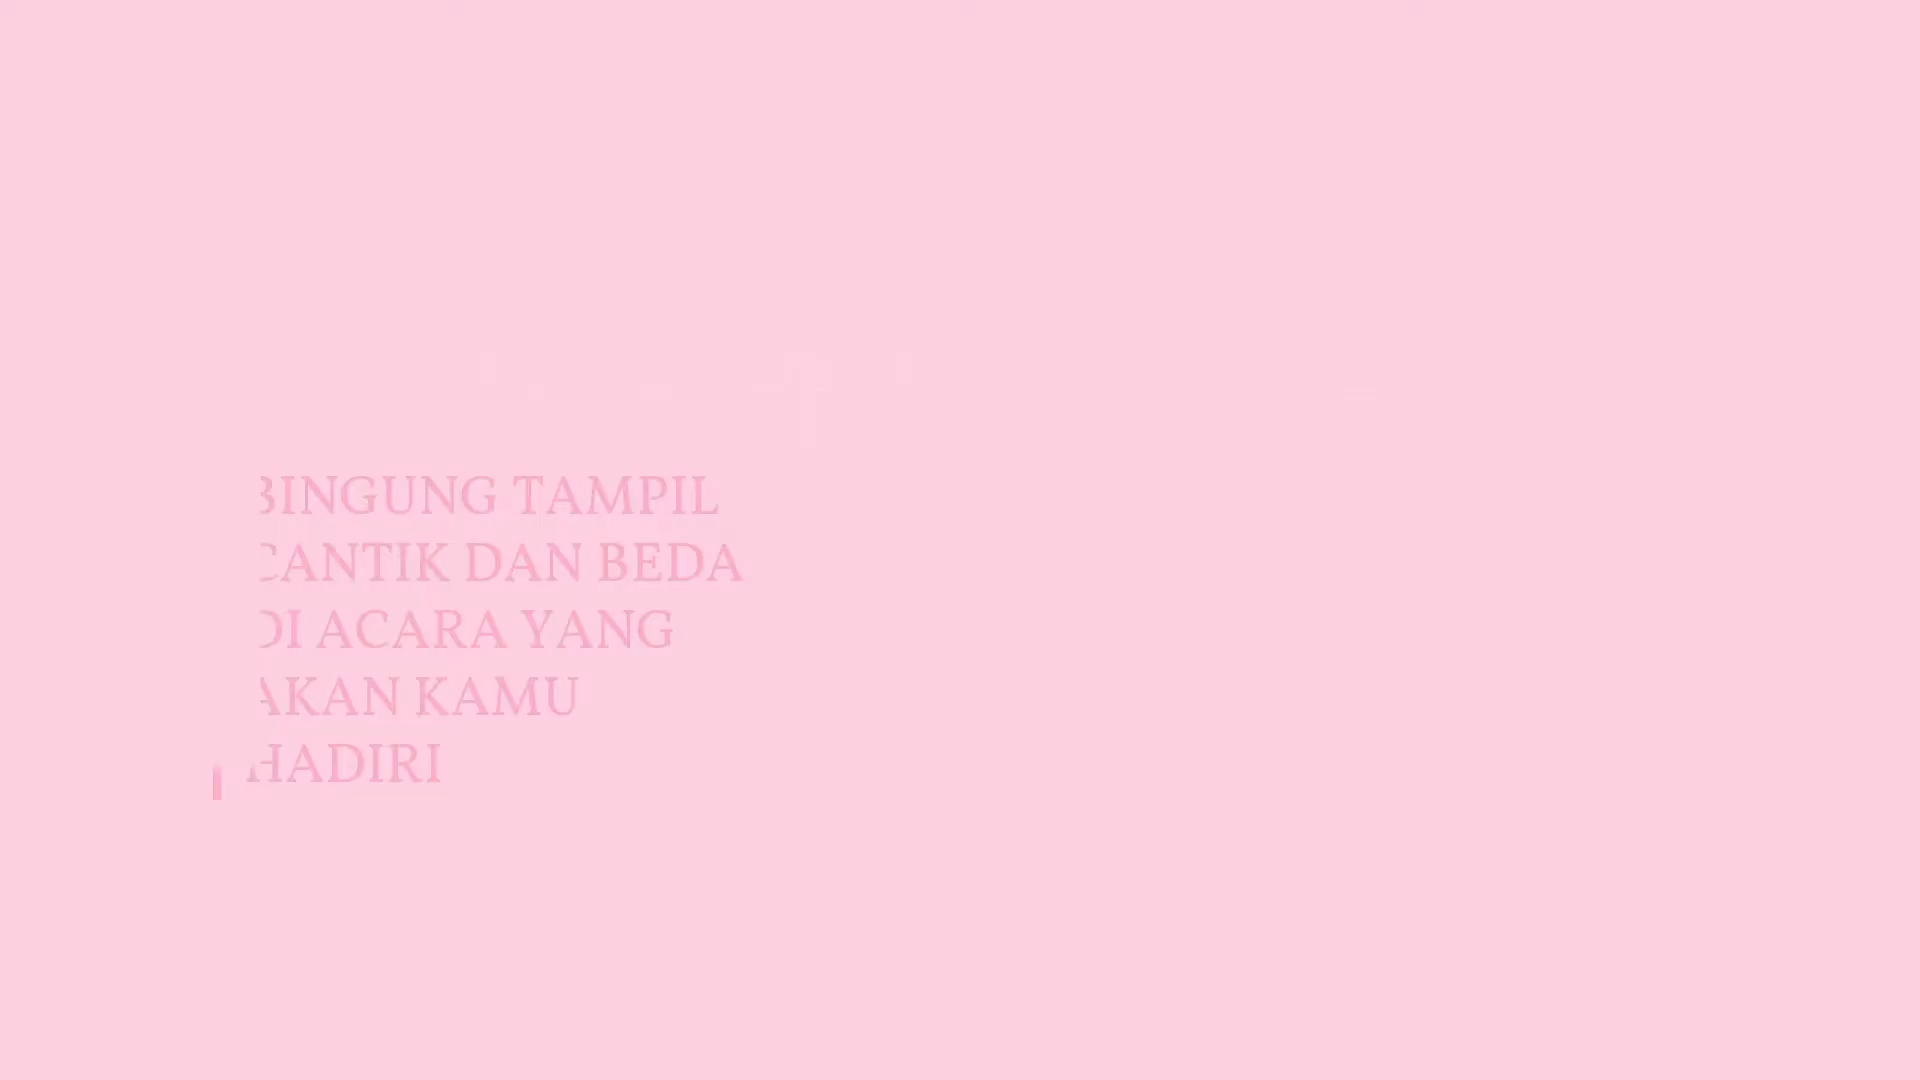 BINGUNG TAMPIL
CANTIK DAN BEDA
DI ACARA YANG
AKAN KAMU
HADIRI